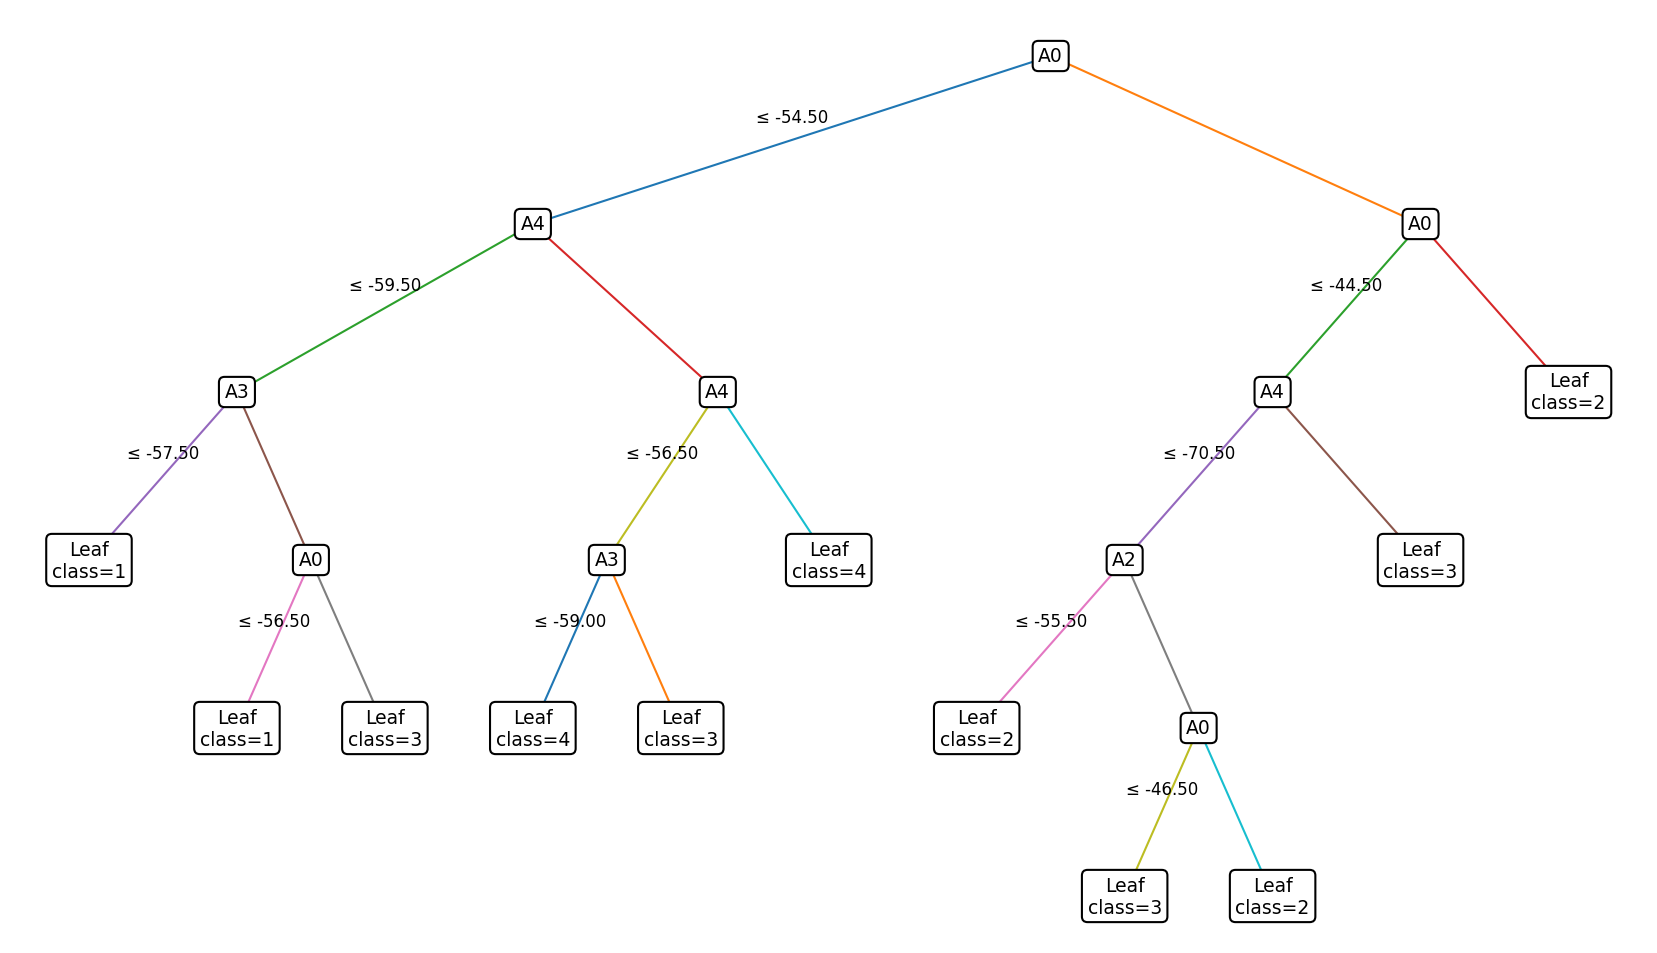 A0
≤ -54.50
A4
A0
≤ -59.50
≤ -44.50
A3
A4
A4
Leaf
class=2
≤ -57.50
≤ -56.50
≤ -70.50
Leaf
class=1
A0
A3
Leaf
class=4
A2
Leaf
class=3
≤ -56.50
≤ -59.00
≤ -55.50
Leaf
class=1
Leaf
class=3
Leaf
class=4
Leaf
class=3
Leaf
class=2
A0
≤ -46.50
Leaf
class=3
Leaf
class=2